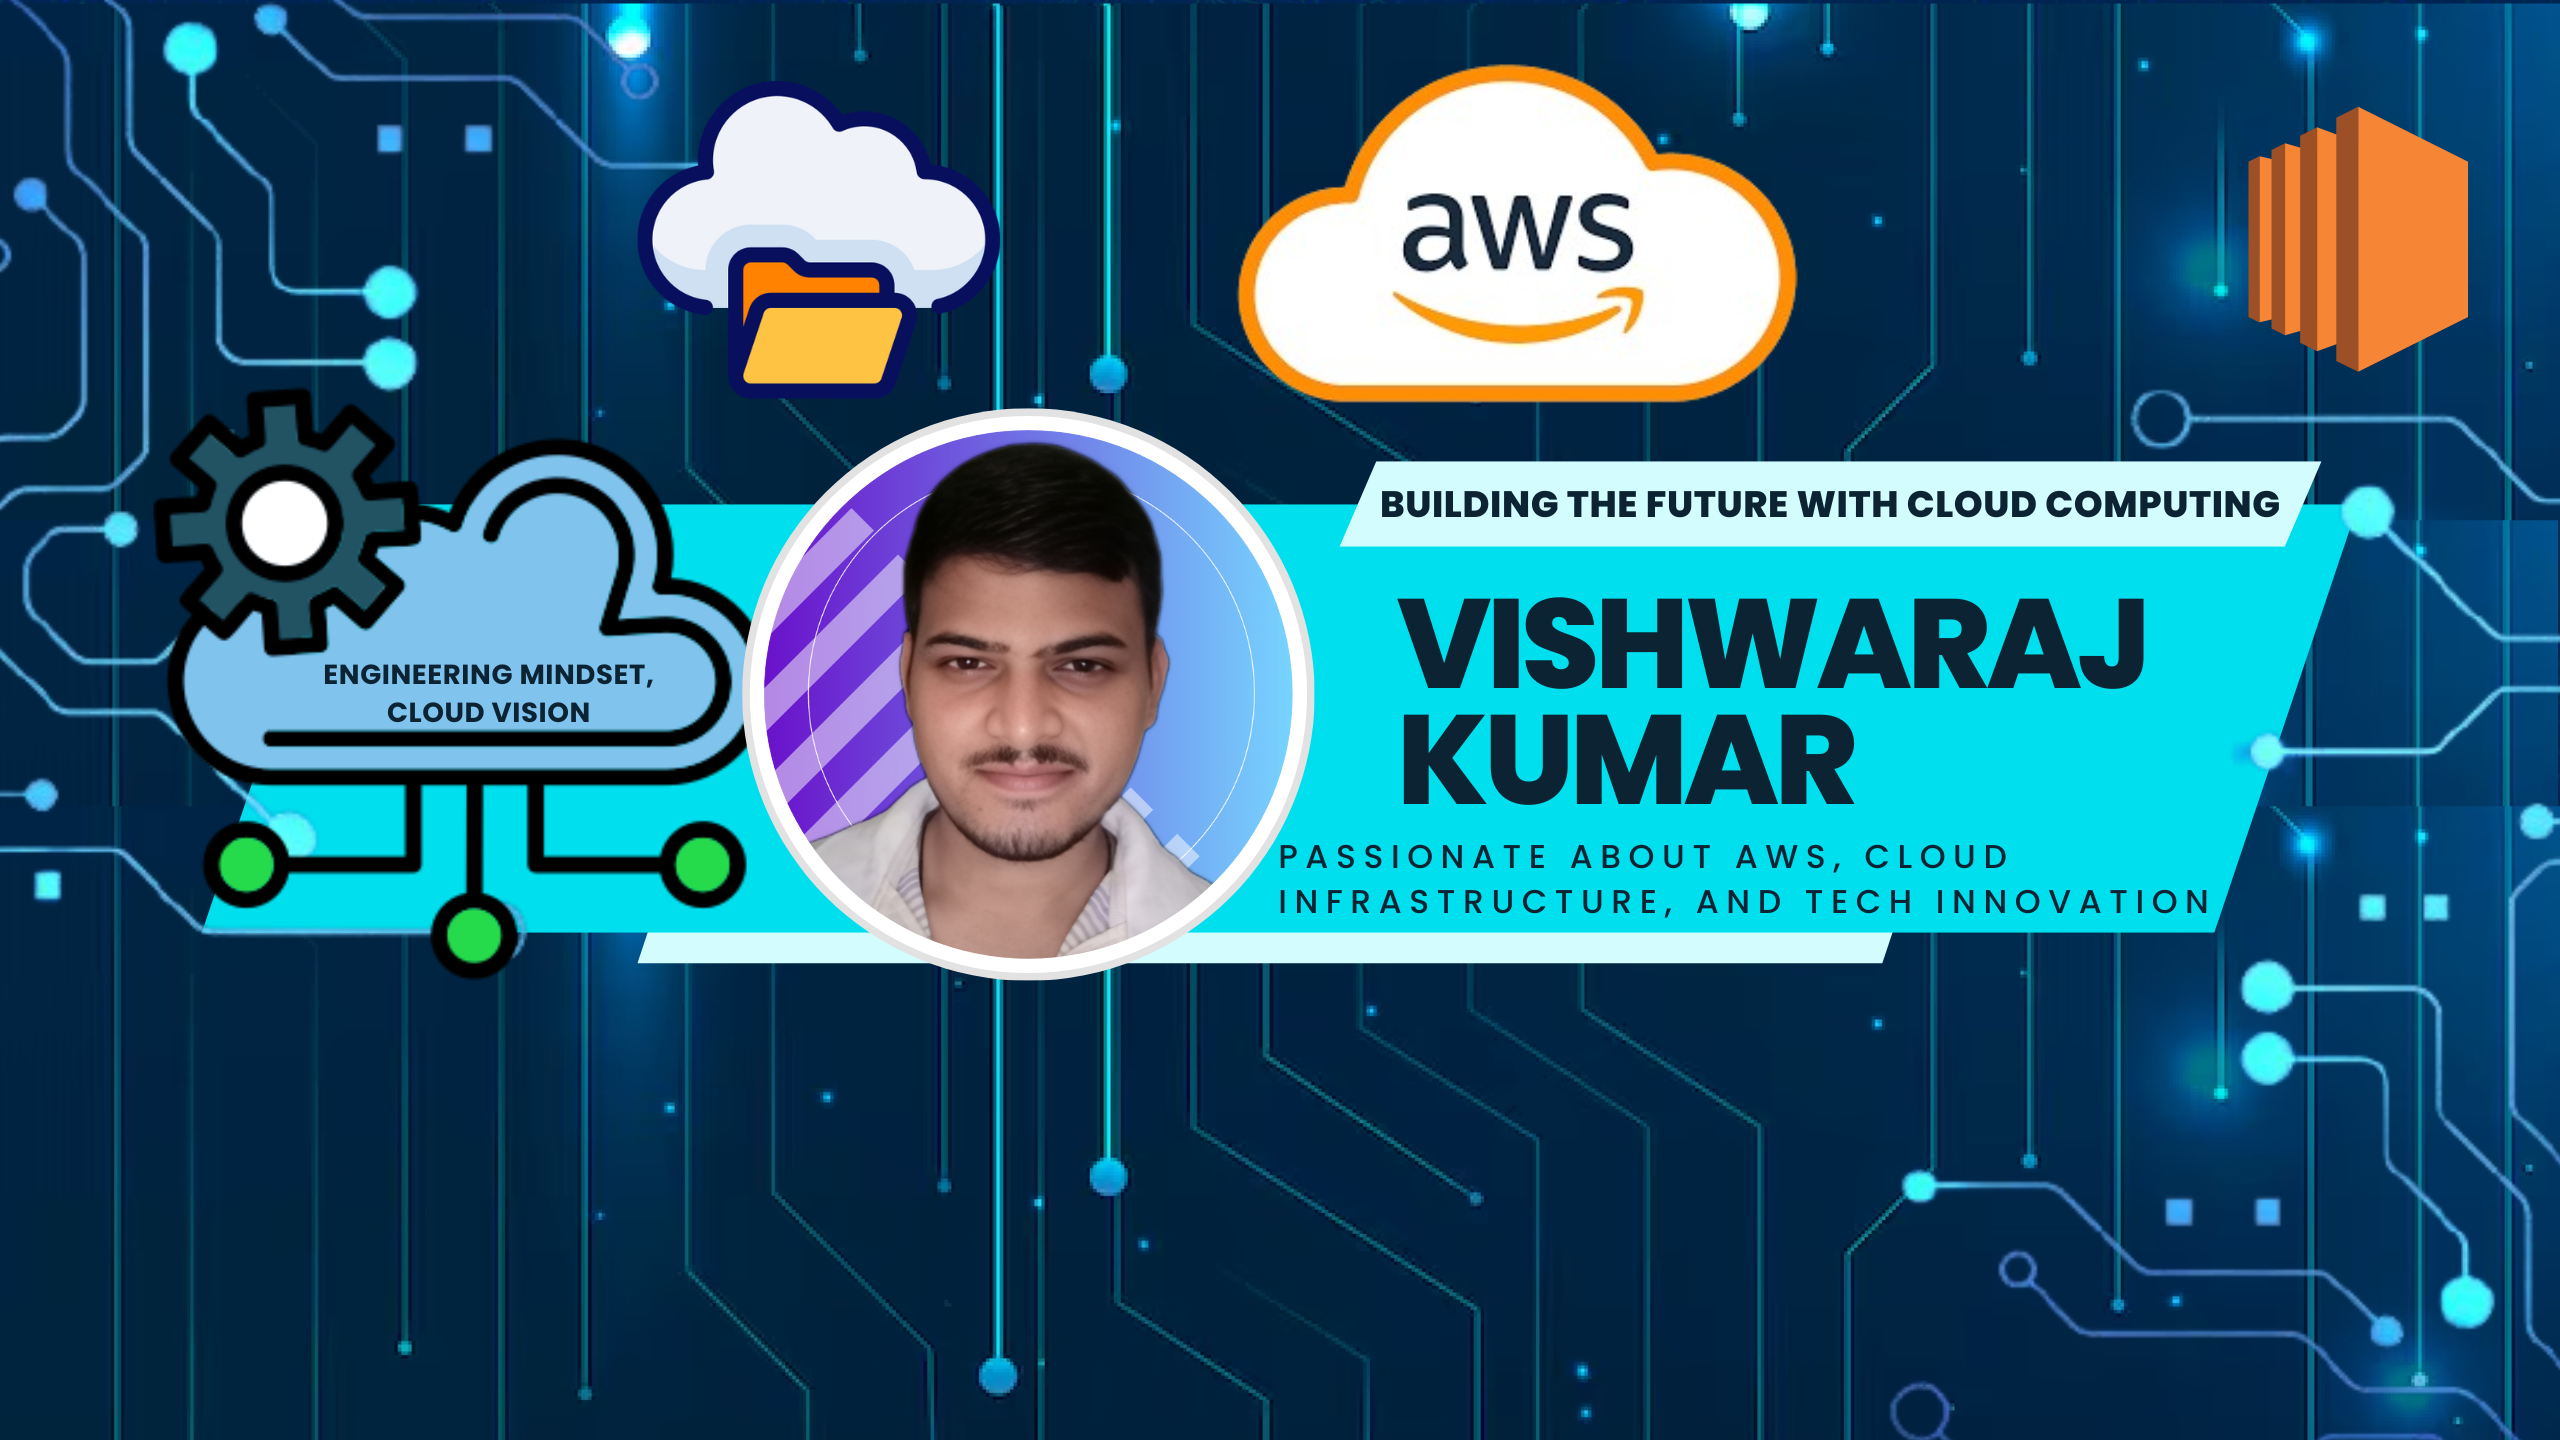 aws
BUILDING THE FUTURE WITH CLOUD COMPUTING
VISHWARAJ
KUMAR
PASSIONATE ABOUT AWS, CLOUD
INFRASTRUCTURE, AND TECH INNOVATION
ENGINEERING MINDSET,
CLOUD VISION